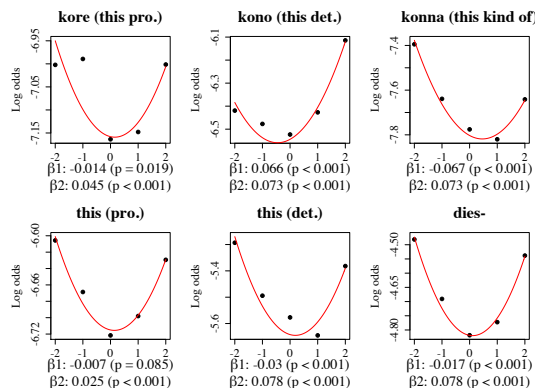 kore (this pro.) kono (this det.) konna (this kind of)
Log odds -6.95 -7.05 -7.15 Log odds -6.1 -6.3 -6.5 Log odds -7.4 -7.6 -7.8
-2 -1 0 1 2 -2 -1 0 1 2 -2 -1 0 1 2
β1: -0.014 (p = 0.019) 0.066 (p < 0.001) β1: -0.067 (p < 0.001)
β2: 0.045 (p < 0.001) 0.073 (p < 0.001) β2: 0.073 (p < 0.001)
this (pro.) this (det.) dies-
Log odds -6.60 -6.66 -6.72 Log odds -5.4 -5.6 Log odds -4.50 -4.65 -4.80
-2 -1 0 1 2 -2 -1 0 1 2 -2 -1 0 1 2
β1: -0.007 (p = 0.085) β1: -0.03 (p < 0.001) β1: -0.017 (p < 0.001)
β2: 0.025 (p < 0.001) β2: 0.078 (p < 0.001) β2: 0.078 (p < 0.001)